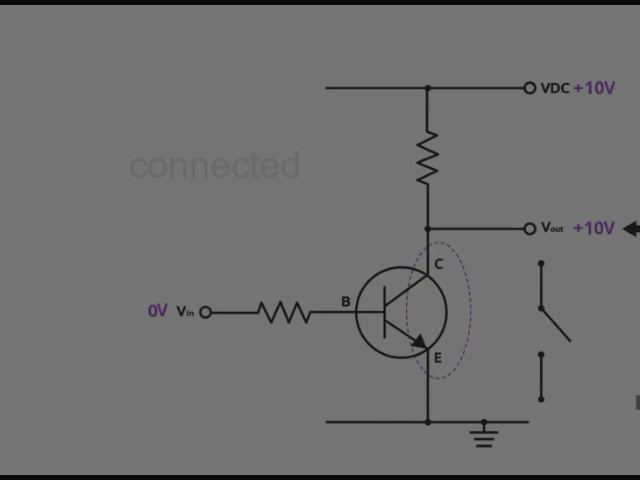 VDC +10V
connected
Vout +10V
C
B
0V Vin
E